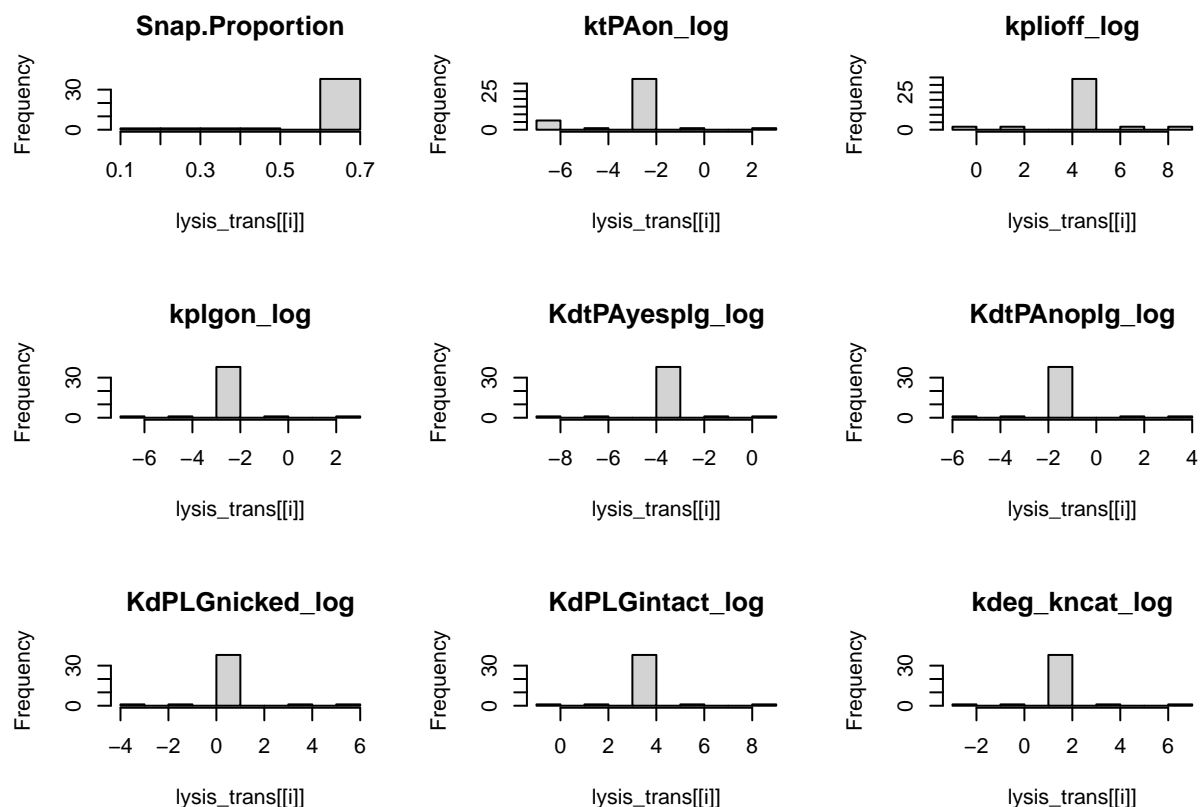 Snap.Proportion
Frequency
0 30
0.1 0.3 0.5 0.7
lysis_trans[[i]]
ktPAon_log
Frequency
0 25
−6 −4 −2 0 2
lysis_trans[[i]]
kplioff_log
Frequency
0 25
0 2 4 6 8
lysis_trans[[i]]
kplgon_log
Frequency
0 30
−6 −4 −2 0 2
lysis_trans[[i]]
KdtPAyesplg_log
Frequency
0 30
−8 −6 −4 −2 0
lysis_trans[[i]]
KdtPAnoplg_log
Frequency
0 30
−6 −4 −2 0 2 4
lysis_trans[[i]]
KdPLGnicked_log
Frequency
0 30
−4 −2 0 2 4 6
lysis_trans[[i]]
KdPLGintact_log
Frequency
0 30
0 2 4 6 8
lysis_trans[[i]]
kdeg_kncat_log
Frequency
0 30
−2 0 2 4 6
lysis_trans[[i]]